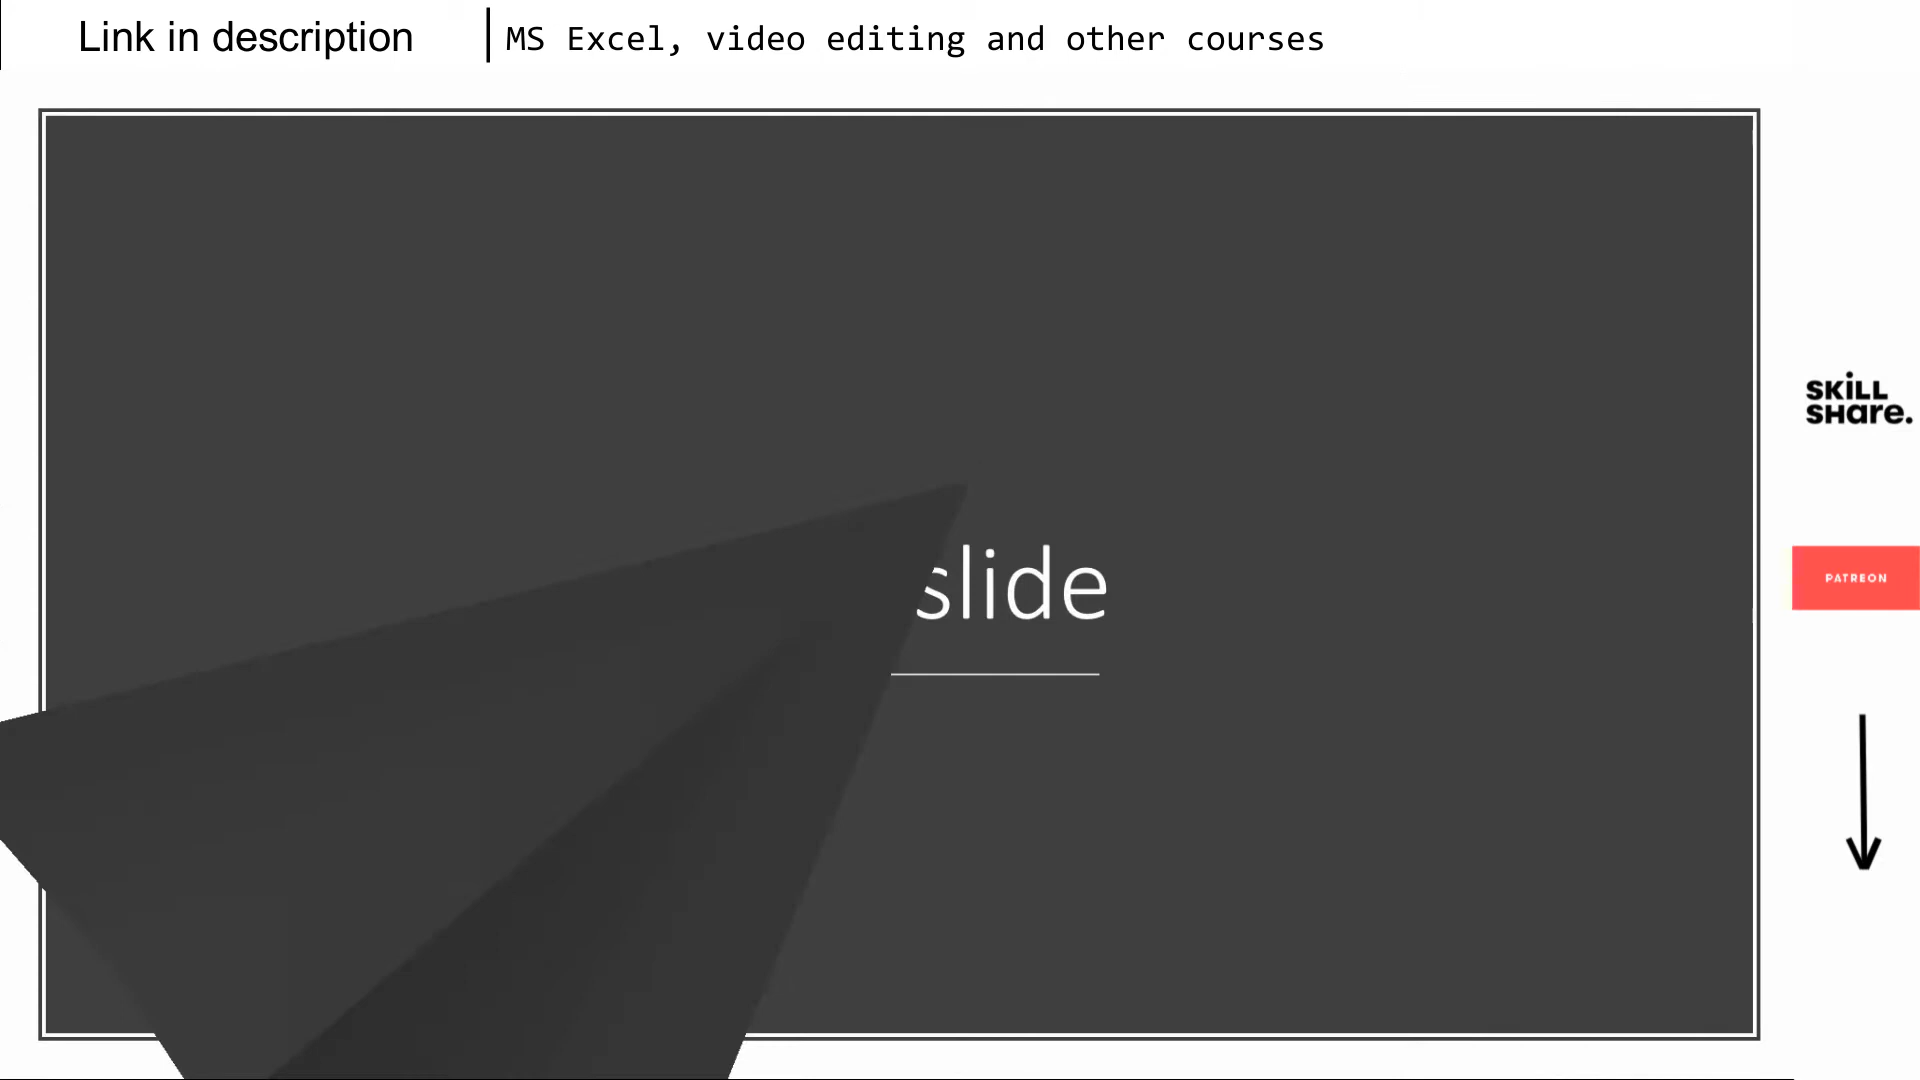 Link in description
MS Excel, video editing and other courses
SKiLL
SHare.
slide
PATREON